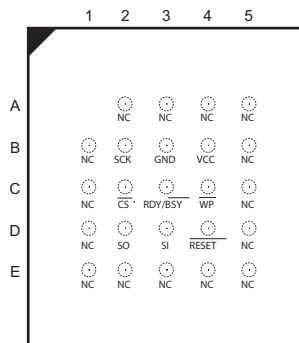 1 2 3 4 5
A
NC NC NC NC
B
NC SCK GND VCC NC
C
NC CS RDY/BSY WP NC
D
NC SO SI RESET NC
E
NC NC NC NC NC